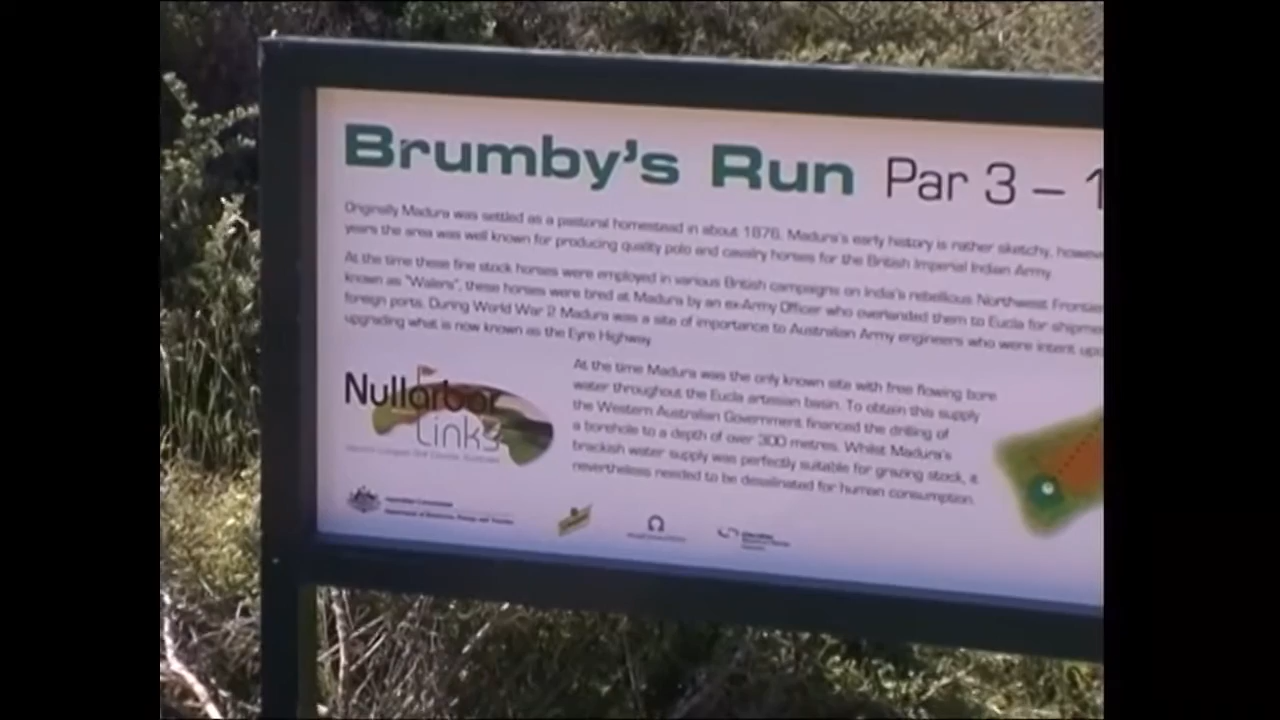 Brumby's Run Par 3 – 1
Originally Madura was settled as a pastoral homestead in about 1876. Madura's early history is rather sketchy, howeve
years the area was well known for producing quality polo and cavalry horses for the British Imperial Indian Army.
At the time these fine stock horses were employed in various British campaigns on India's rebellious Northwest Frontier
known as "Walers", these horses were bred at Madura by an ex-Army Officer who overlanded them to Eucla for shipme
foreign ports. During World War 2 Madura was a site of importance to Australian Army engineers who were intent upo
upgrading what is now known as the Eyre Highway.
At the time Madura was the only known site with free flowing bore
water throughout the Eucla artesian basin. To obtain this supply
the Western Australian Government financed the drilling of
a borehole to a depth of over 300 metres. Whilst Madura's
brackish water supply was perfectly suitable for grazing stock, it
nevertheless needed to be desalinated for human consumption.
Nullarbor
Links